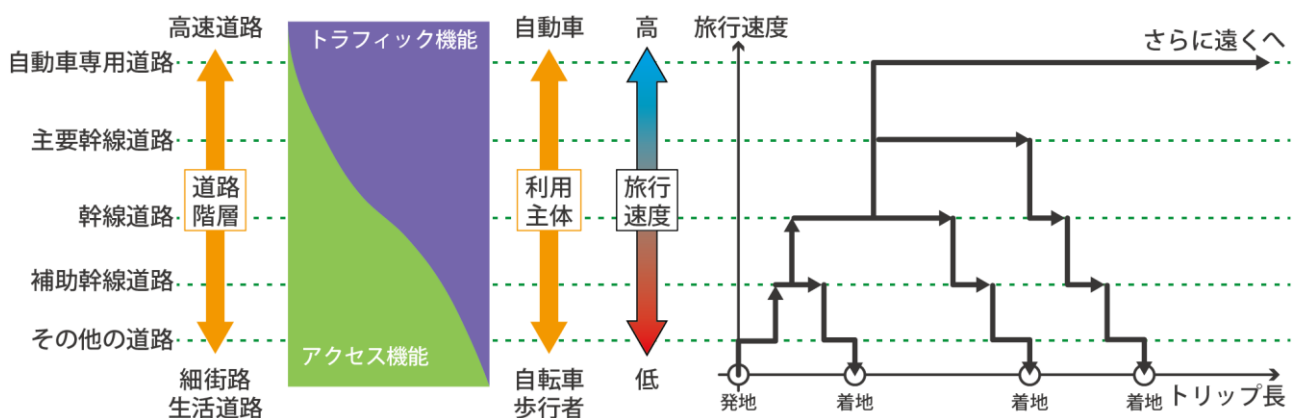 高速道路
自動車専用道路
主要幹線道路
幹線道路
補助幹線道路
その他の道路
細街路
生活道路
道路
階層
トラフィック機能
アクセス機能
自動車
利用
主体
自転車
歩行者
高
旅行
速度
低
旅行速度
さらに遠くへ
発地
着地
着地
着地
トリップ長